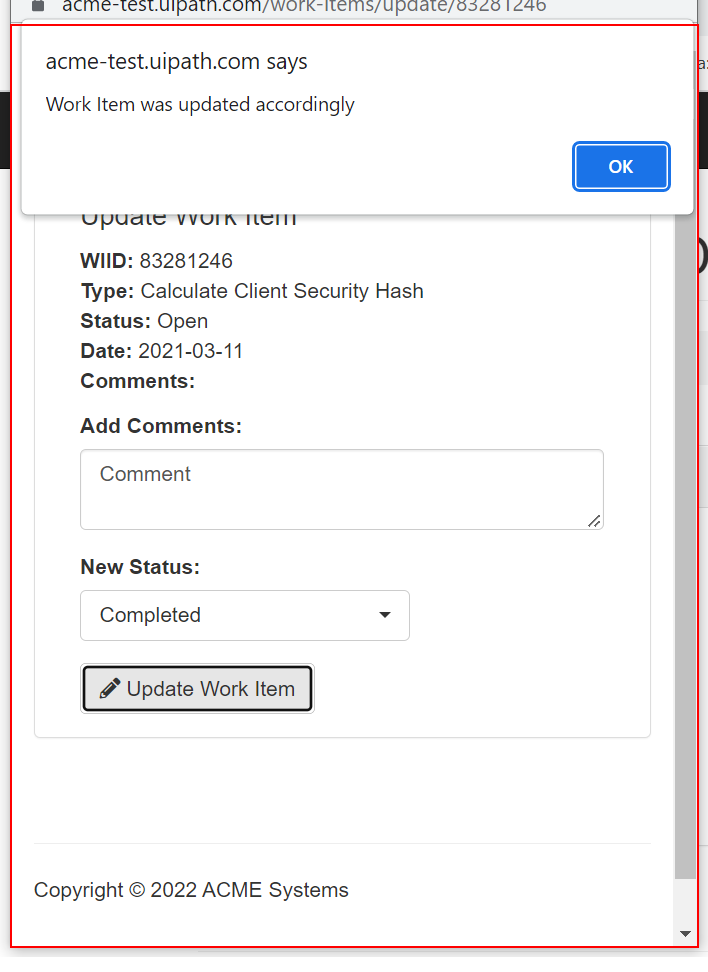 acme-test.uipath.com/work-items/update/83281246
acme-test.uipath.com says
Work Item was updated accordingly
OK
Update Work Item
WIID: 83281246
Type: Calculate Client Security Hash
Status: Open
Date: 2021-03-11
Comments:
Add Comments:
Comment
New Status:
Completed
Update Work Item
Copyright © 2022 ACME Systems